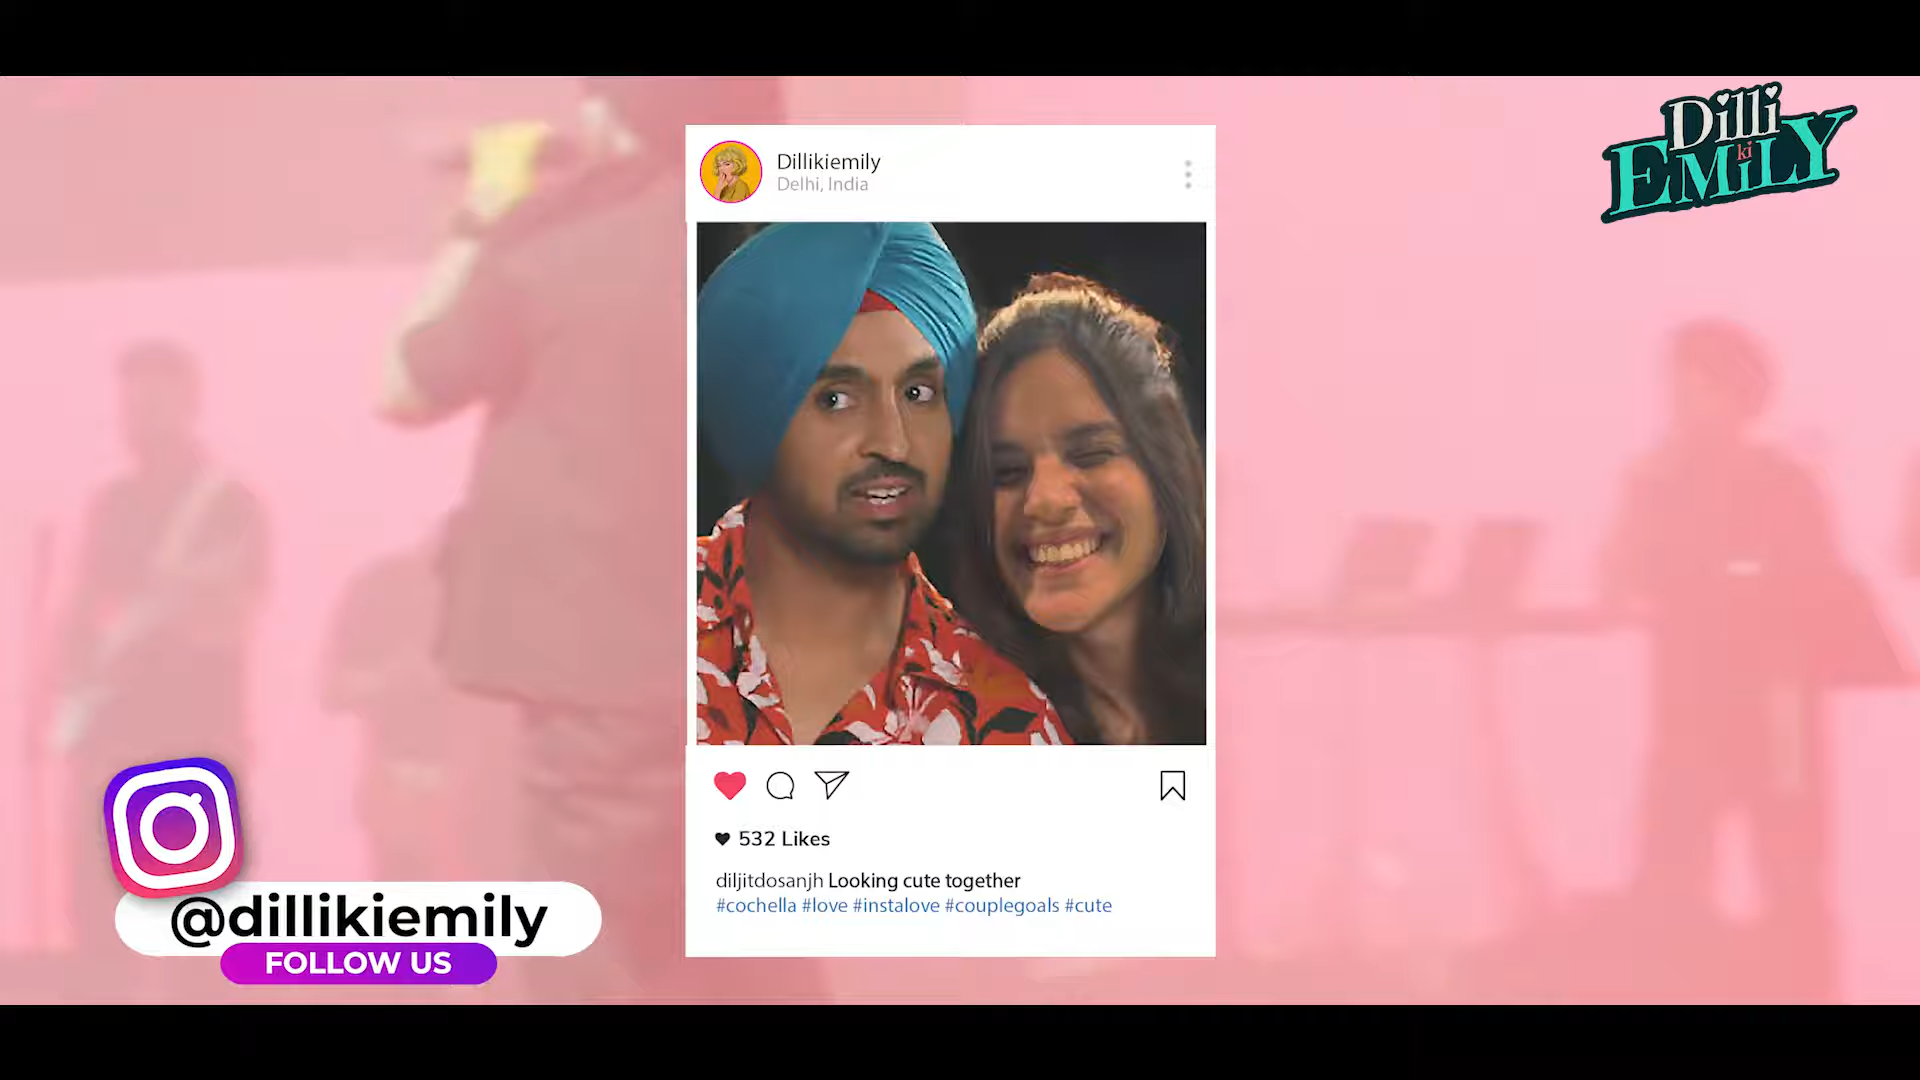 Dilli
ki
EMiLY
Dillikiemily
Delhi, India
532 Likes
diljitdosanjh Looking cute together
#cochella #love #instalove #couplegoals #cute
@dillikiemily
FOLLOW US